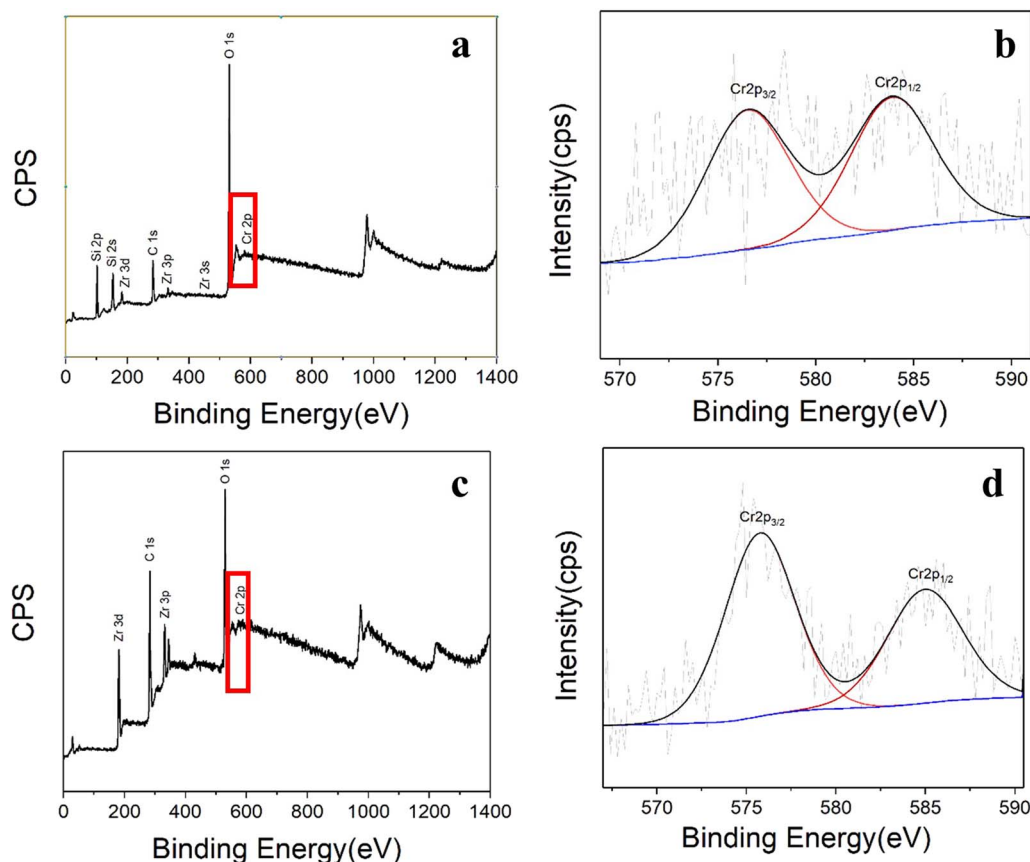 a
CPS
Si 2p
Si 2s
Zr 3d
C 1s
Zr 3p
Zr 3s
O 1s
Cr 2p
0 200 400 600 800 1000 1200 1400
Binding Energy(eV)
b
Intensity(cps)
Cr2p3/2
Cr2p1/2
570 575 580 585 590
Binding Energy(eV)
c
CPS
Zr 3d
C 1s
Zr 3p
O 1s
Cr 2p
0 200 400 600 800 1000 1200 1400
Binding Energy(eV)
d
Intensity(cps)
Cr2p3/2
Cr2p1/2
570 575 580 585 590
Binding Energy(eV)